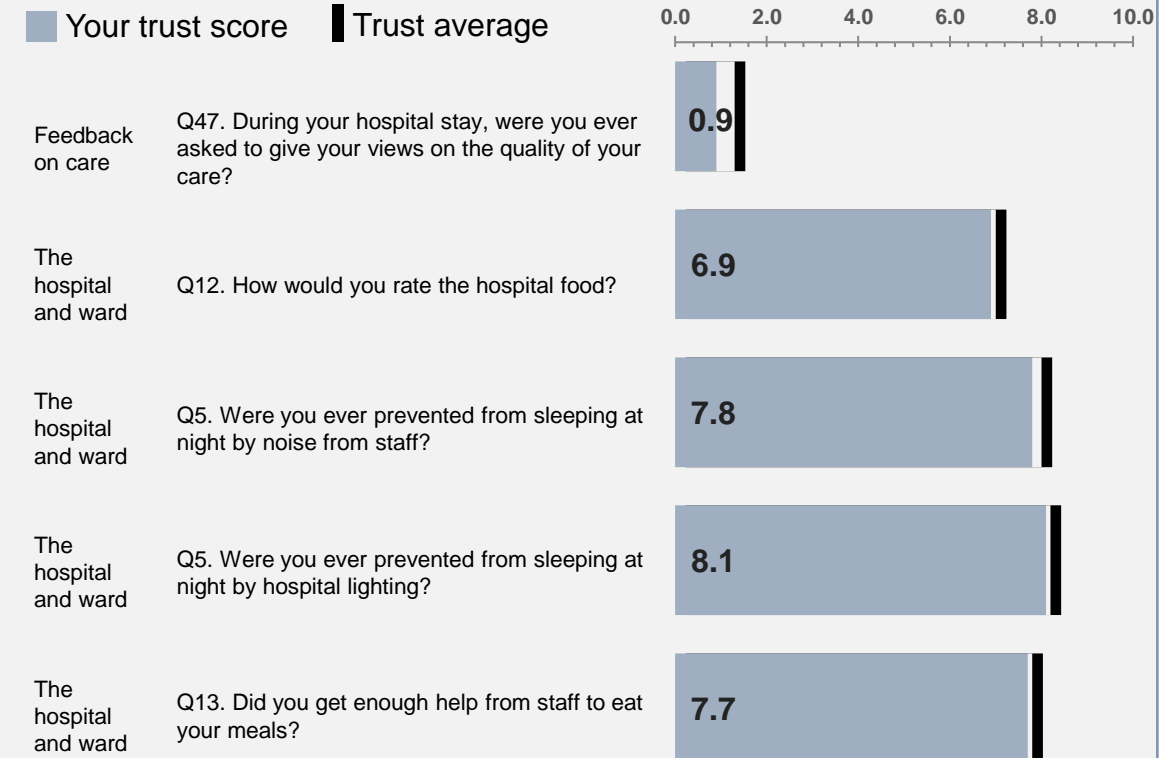 Your trust score Trust average
0.0 2.0 4.0 6.0 8.0 10.0
Feedback
on care
Q47. During your hospital stay, were you ever
asked to give your views on the quality of your
care?
0.9
The
hospital
and ward
Q12. How would you rate the hospital food?
6.9
The
hospital
and ward
Q5. Were you ever prevented from sleeping at
night by noise from staff?
7.8
The
hospital
and ward
Q5. Were you ever prevented from sleeping at
night by hospital lighting?
8.1
The
hospital
and ward
Q13. Did you get enough help from staff to eat
your meals?
7.7